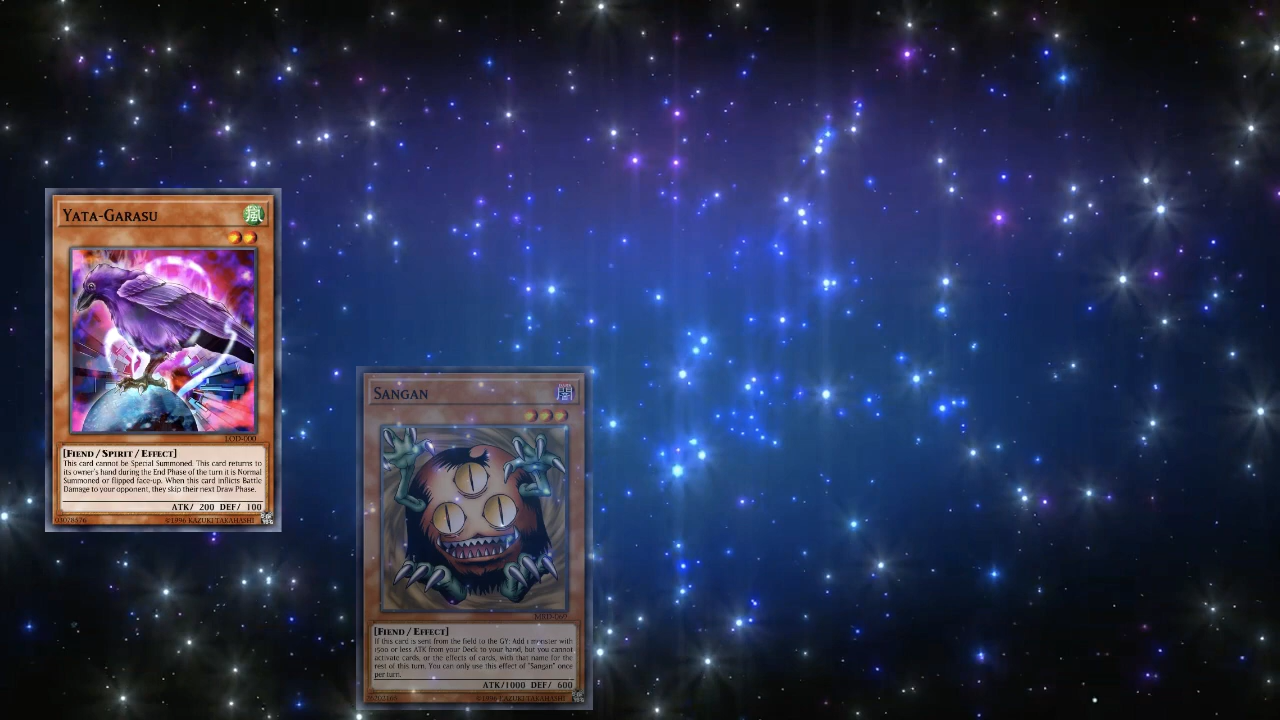 YATA-GARASU
LOD-000
[FIEND / SPIRIT / EFFECT]
This card cannot be Special Summoned. This card returns to
its owner's hand during the End Phase of the turn it is Normal
Summoned or flipped face-up. When this card inflicts Battle
Damage to your opponent, they skip their next Draw Phase.
ATK/ 200 DEF/ 100
©1996 KAZUKI TAKAHASHI
SANGAN
[FIEND / EFFECT]
If this card is sent from the field to the GY: Add 1 monster with
1500 or less ATK from your Deck to your hand, but you cannot
activate cards, or the effects of cards, with that name for the
rest of this turn. You can only use this effect of "Sangan" once
per turn.
ATK/1000 DEF/ 600
©1996 KAZUKI TAKAHASHI